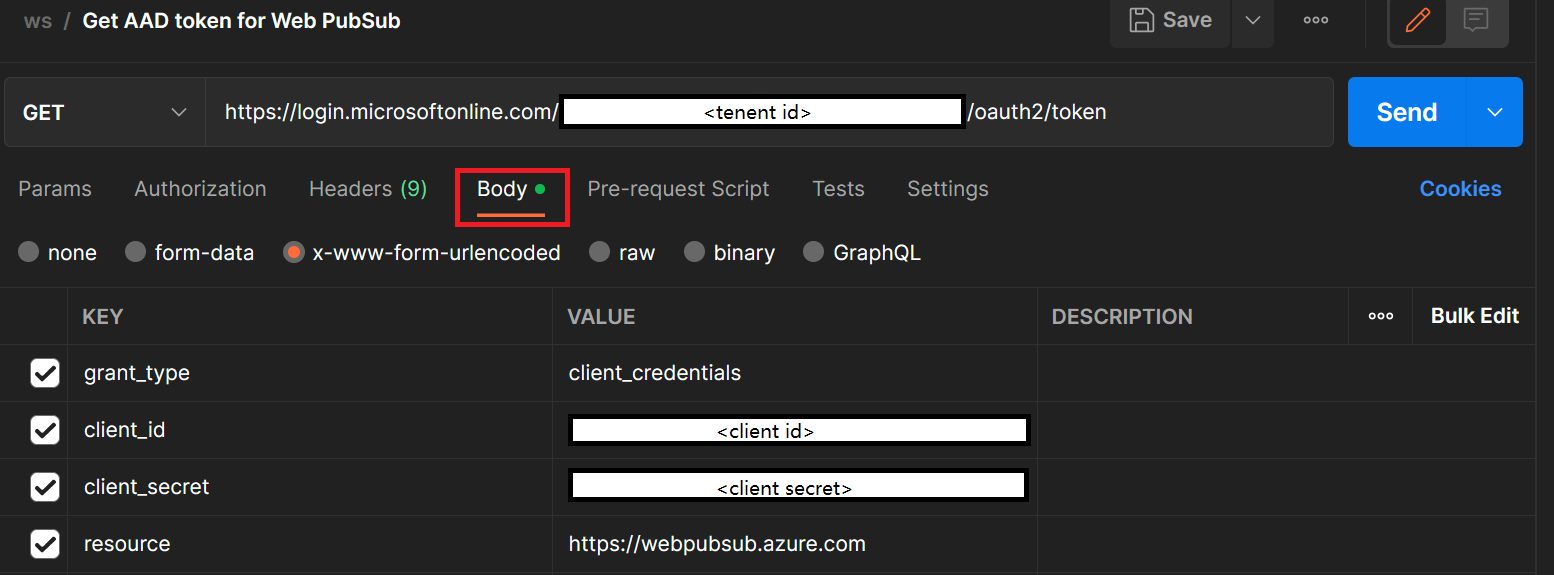 ws / Get AAD token for Web PubSub Save
GET https://login.microsoftonline.com/ <tenent id> /oauth2/token Send
Params Authorization Headers (9) Body Pre-request Script Tests Settings Cookies
none form-data x-www-form-urlencoded raw binary GraphQL
KEY VALUE DESCRIPTION Bulk Edit
grant_type client_credentials
client_id <client id>
client_secret <client secret>
resource https://webpubsub.azure.com